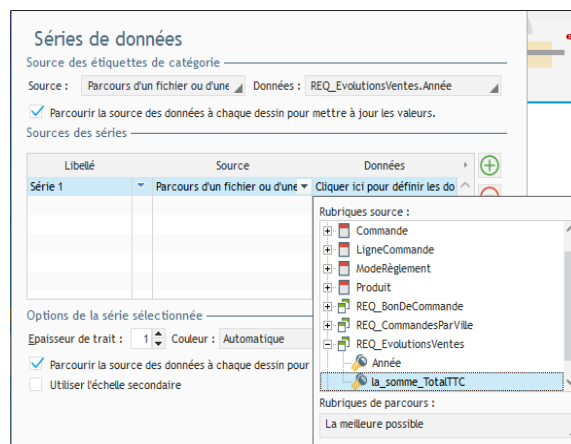 Séries de données
Source des étiquettes de catégorie
Source : Parcours d'un fichier ou d'une Données : REQ_EvolutionsVentes.Année
Parcourir la source des données à chaque dessin pour mettre à jour les valeurs.
Sources des séries
Libellé Source Données
Série 1 Parcours d'un fichier ou d'une Cliquer ici pour définir les do
Rubriques source :
Commande
LigneCommande
ModeRèglement
Produit
REQ_BonDeCommande
REQ_CommandesParVille
REQ_EvolutionsVentes
Année
la_somme_TotalTTC
Rubriques de parcours :
La meilleure possible
Options de la série sélectionnée
Epaisseur de trait : 1 Couleur : Automatique
Parcourir la source des données à chaque dessin pour
Utiliser l'échelle secondaire